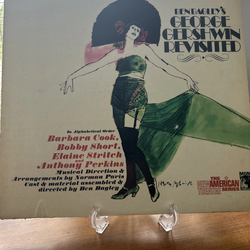 BEN BAGLEY'S
GEORGE
GERSHWIN
REVISITED
In Alphabetical Order
Barbara Cook,
Bobby Short,
Elaine Stritch
and
Anthony Perkins
Musical Direction &
Arrangements by Norman Paris
Cast & material assembled &
directed by Ben Bagley
AMERICAN
SERIES